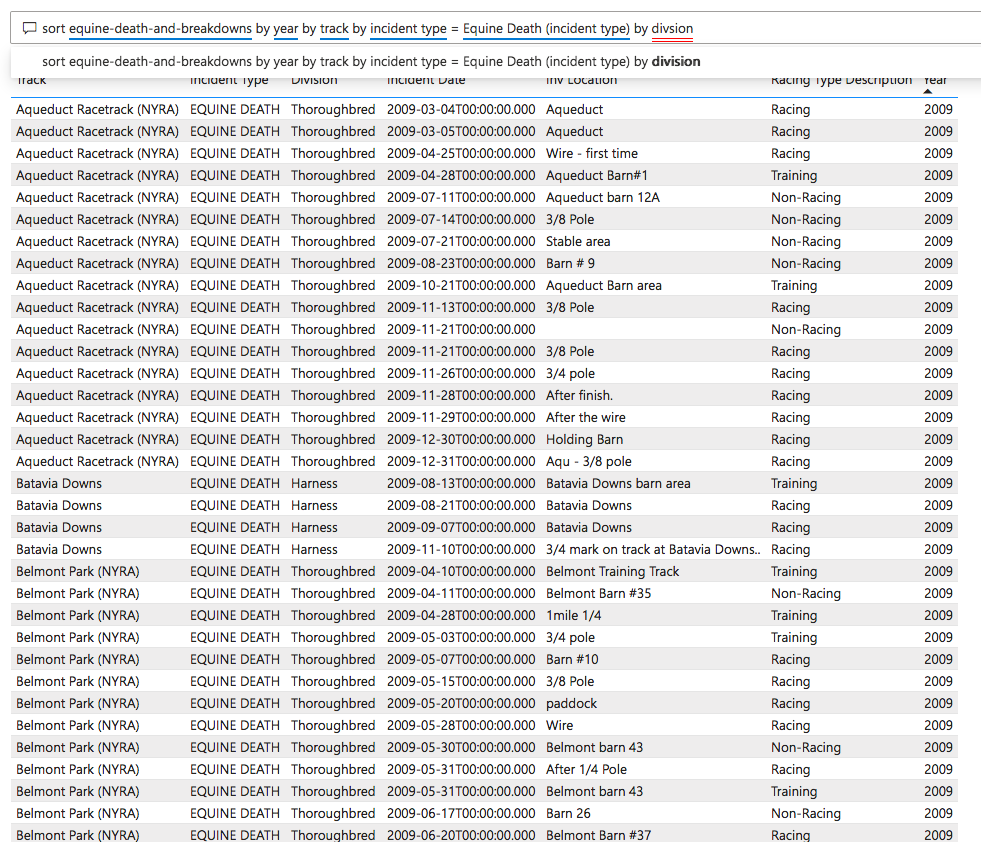 sort equine-death-and-breakdowns by year by track by incident type = Equine Death (incident type) by divsion
sort equine-death-and-breakdowns by year by track by incident type = Equine Death (incident type) by division
Track Incident Type Division Incident Date Inv Location Racing Type Description Year
Aqueduct Racetrack (NYRA) EQUINE DEATH Thoroughbred 2009-03-04T00:00:00.000 Aqueduct Racing 2009
Aqueduct Racetrack (NYRA) EQUINE DEATH Thoroughbred 2009-03-05T00:00:00.000 Aqueduct Racing 2009
Aqueduct Racetrack (NYRA) EQUINE DEATH Thoroughbred 2009-04-25T00:00:00.000 Wire - first time Racing 2009
Aqueduct Racetrack (NYRA) EQUINE DEATH Thoroughbred 2009-04-28T00:00:00.000 Aqueduct Barn#1 Training 2009
Aqueduct Racetrack (NYRA) EQUINE DEATH Thoroughbred 2009-07-11T00:00:00.000 Aqueduct barn 12A Non-Racing 2009
Aqueduct Racetrack (NYRA) EQUINE DEATH Thoroughbred 2009-07-14T00:00:00.000 3/8 Pole Non-Racing 2009
Aqueduct Racetrack (NYRA) EQUINE DEATH Thoroughbred 2009-07-21T00:00:00.000 Stable area Non-Racing 2009
Aqueduct Racetrack (NYRA) EQUINE DEATH Thoroughbred 2009-08-23T00:00:00.000 Barn # 9 Non-Racing 2009
Aqueduct Racetrack (NYRA) EQUINE DEATH Thoroughbred 2009-10-21T00:00:00.000 Aqueduct Barn area Training 2009
Aqueduct Racetrack (NYRA) EQUINE DEATH Thoroughbred 2009-11-13T00:00:00.000 3/8 Pole Racing 2009
Aqueduct Racetrack (NYRA) EQUINE DEATH Thoroughbred 2009-11-21T00:00:00.000 Non-Racing 2009
Aqueduct Racetrack (NYRA) EQUINE DEATH Thoroughbred 2009-11-21T00:00:00.000 3/8 Pole Racing 2009
Aqueduct Racetrack (NYRA) EQUINE DEATH Thoroughbred 2009-11-26T00:00:00.000 3/4 pole Racing 2009
Aqueduct Racetrack (NYRA) EQUINE DEATH Thoroughbred 2009-11-28T00:00:00.000 After finish. Racing 2009
Aqueduct Racetrack (NYRA) EQUINE DEATH Thoroughbred 2009-11-29T00:00:00.000 After the wire Racing 2009
Aqueduct Racetrack (NYRA) EQUINE DEATH Thoroughbred 2009-12-30T00:00:00.000 Holding Barn Racing 2009
Aqueduct Racetrack (NYRA) EQUINE DEATH Thoroughbred 2009-12-31T00:00:00.000 Aqu - 3/8 pole Racing 2009
Batavia Downs EQUINE DEATH Harness 2009-08-13T00:00:00.000 Batavia Downs barn area Training 2009
Batavia Downs EQUINE DEATH Harness 2009-08-21T00:00:00.000 Batavia Downs Racing 2009
Batavia Downs EQUINE DEATH Harness 2009-09-07T00:00:00.000 Batavia Downs Racing 2009
Batavia Downs EQUINE DEATH Harness 2009-11-10T00:00:00.000 3/4 mark on track at Batavia Downs.. Racing 2009
Belmont Park (NYRA) EQUINE DEATH Thoroughbred 2009-04-10T00:00:00.000 Belmont Training Track Training 2009
Belmont Park (NYRA) EQUINE DEATH Thoroughbred 2009-04-11T00:00:00.000 Belmont Barn #35 Non-Racing 2009
Belmont Park (NYRA) EQUINE DEATH Thoroughbred 2009-04-28T00:00:00.000 1mile 1/4 Training 2009
Belmont Park (NYRA) EQUINE DEATH Thoroughbred 2009-05-03T00:00:00.000 3/4 pole Training 2009
Belmont Park (NYRA) EQUINE DEATH Thoroughbred 2009-05-07T00:00:00.000 Barn #10 Racing 2009
Belmont Park (NYRA) EQUINE DEATH Thoroughbred 2009-05-15T00:00:00.000 3/8 Pole Racing 2009
Belmont Park (NYRA) EQUINE DEATH Thoroughbred 2009-05-20T00:00:00.000 paddock Racing 2009
Belmont Park (NYRA) EQUINE DEATH Thoroughbred 2009-05-28T00:00:00.000 Wire Racing 2009
Belmont Park (NYRA) EQUINE DEATH Thoroughbred 2009-05-30T00:00:00.000 Belmont barn 43 Non-Racing 2009
Belmont Park (NYRA) EQUINE DEATH Thoroughbred 2009-05-31T00:00:00.000 After 1/4 Pole Racing 2009
Belmont Park (NYRA) EQUINE DEATH Thoroughbred 2009-05-31T00:00:00.000 Belmont barn 43 Training 2009
Belmont Park (NYRA) EQUINE DEATH Thoroughbred 2009-06-17T00:00:00.000 Barn 26 Non-Racing 2009
Belmont Park (NYRA) EQUINE DEATH Thoroughbred 2009-06-20T00:00:00.000 Belmont Barn #37 Racing 2009